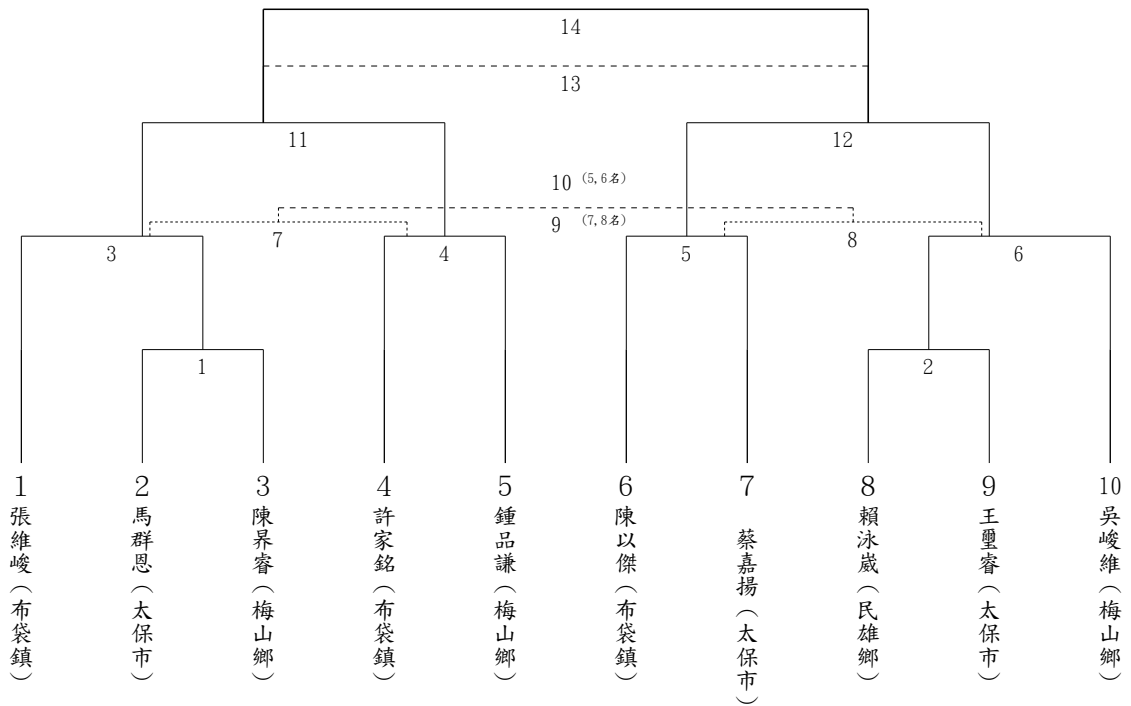 14
13
11
12
10 (5,6名)
9 (7,8名)
7
8
3
4
5
6
1
2
1
張維峻(布袋鎮)
2
馬群恩(太保市)
3
陳昇睿(梅山鄉)
4
許家銘(布袋鎮)
5
鍾品謙(梅山鄉)
6
陳以傑(布袋鎮)
7
蔡嘉揚(太保市)
8
賴泳崴(民雄鄉)
9
王璽睿(太保市)
10
吳峻維(梅山鄉)